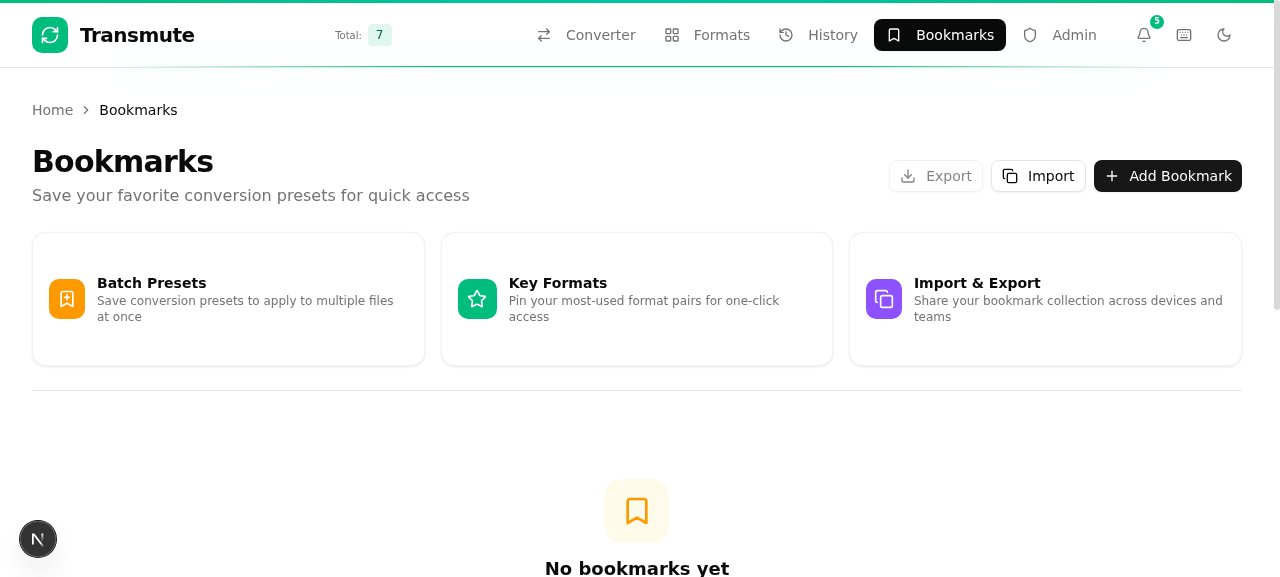 Transmute
Total: 7
Converter
Formats
History
Bookmarks
Admin
5
Home > Bookmarks
Bookmarks
Save your favorite conversion presets for quick access
Export
Import
Add Bookmark
Batch Presets
Save conversion presets to apply to multiple files
at once
Key Formats
Pin your most-used format pairs for one-click
access
Import & Export
Share your bookmark collection across devices and
teams
N
No bookmarks yet